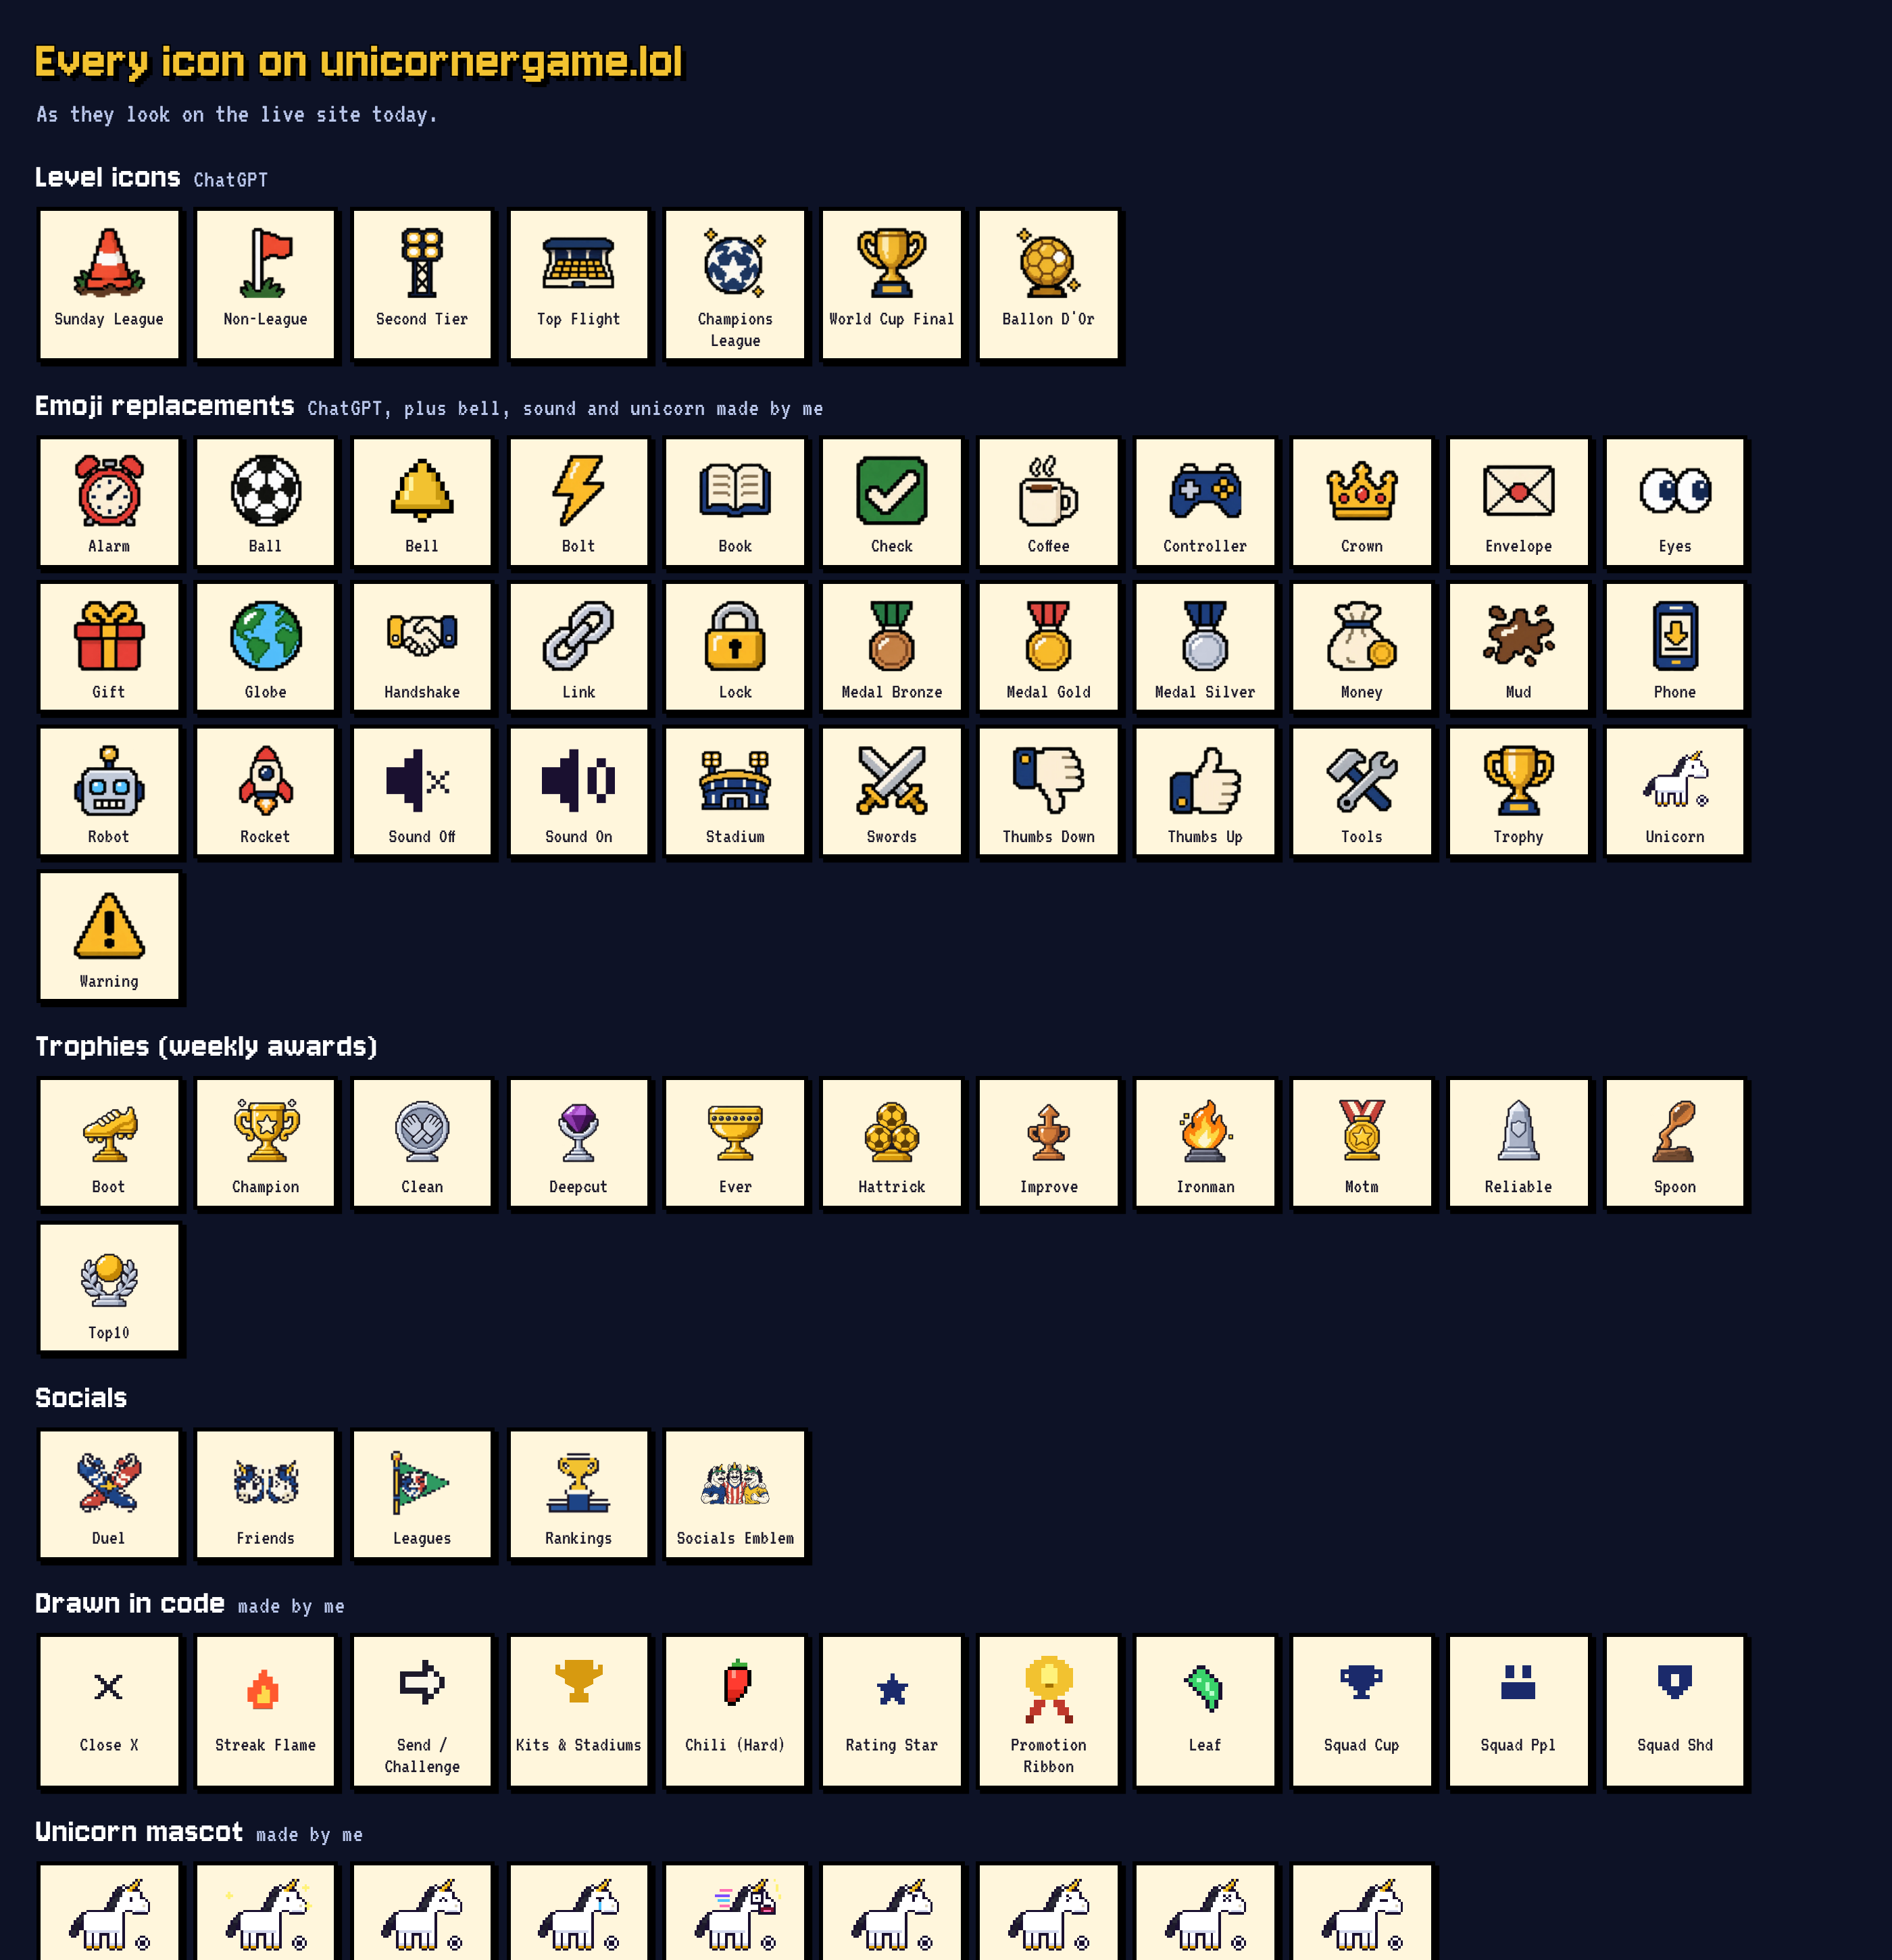 Every icon on unicornergame.lol
As they look on the live site today.
Level icons ChatGPT
Sunday League
Non-League
Second Tier
Top Flight
Champions
League
World Cup Final
Ballon D'Or
Emoji replacements ChatGPT, plus bell, sound and unicorn made by me
Alarm
Ball
Bell
Bolt
Book
Check
Coffee
Controller
Crown
Envelope
Eyes
Gift
Globe
Handshake
Link
Lock
Medal Bronze
Medal Gold
Medal Silver
Money
Mud
Phone
Robot
Rocket
Sound Off
Sound On
Stadium
Swords
Thumbs Down
Thumbs Up
Tools
Trophy
Unicorn
Warning
Trophies (weekly awards)
Boot
Champion
Clean
Deepcut
Ever
Hattrick
Improve
Ironman
Motm
Reliable
Spoon
Top10
Socials
Duel
Friends
Leagues
Rankings
Socials Emblem
Drawn in code made by me
Close X
Streak Flame
Send /
Challenge
Kits & Stadiums
Chili (Hard)
Rating Star
Promotion
Ribbon
Leaf
Squad Cup
Squad Ppl
Squad Shd
Unicorn mascot made by me